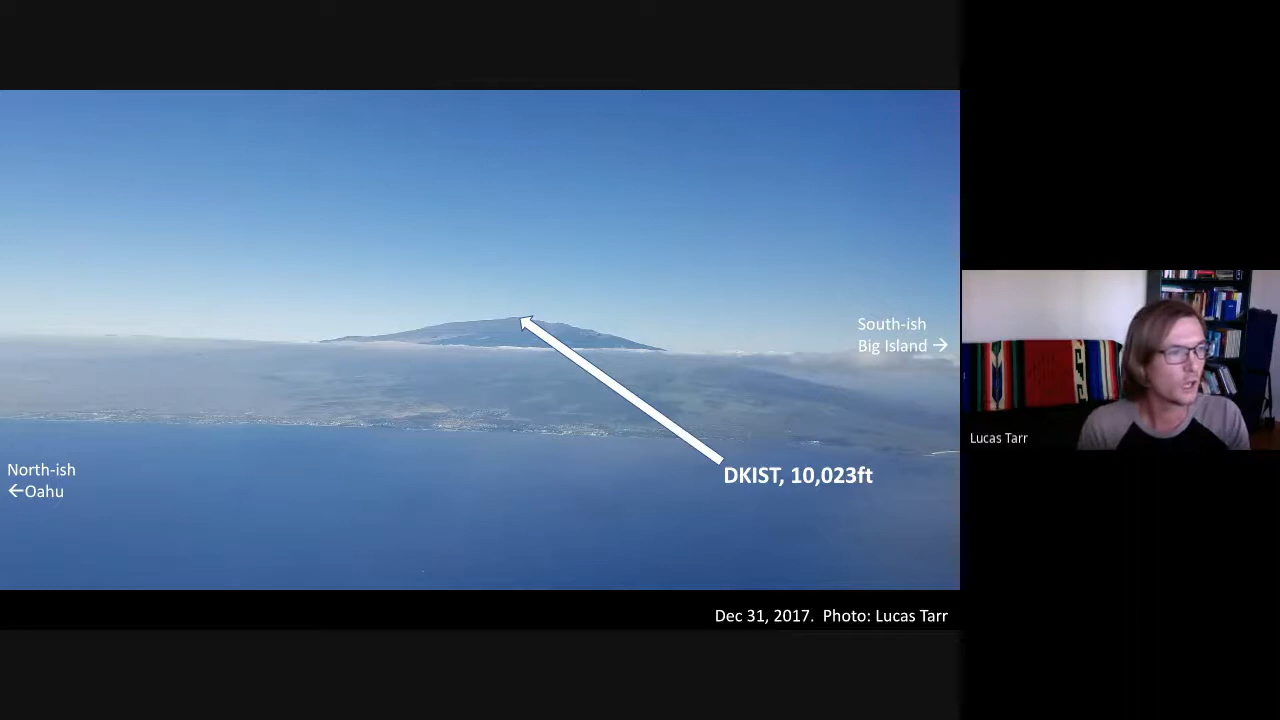 South-ish
Big Island →
North-ish
←Oahu
DKIST, 10,023ft
Dec 31, 2017.  Photo: Lucas Tarr
Lucas Tarr